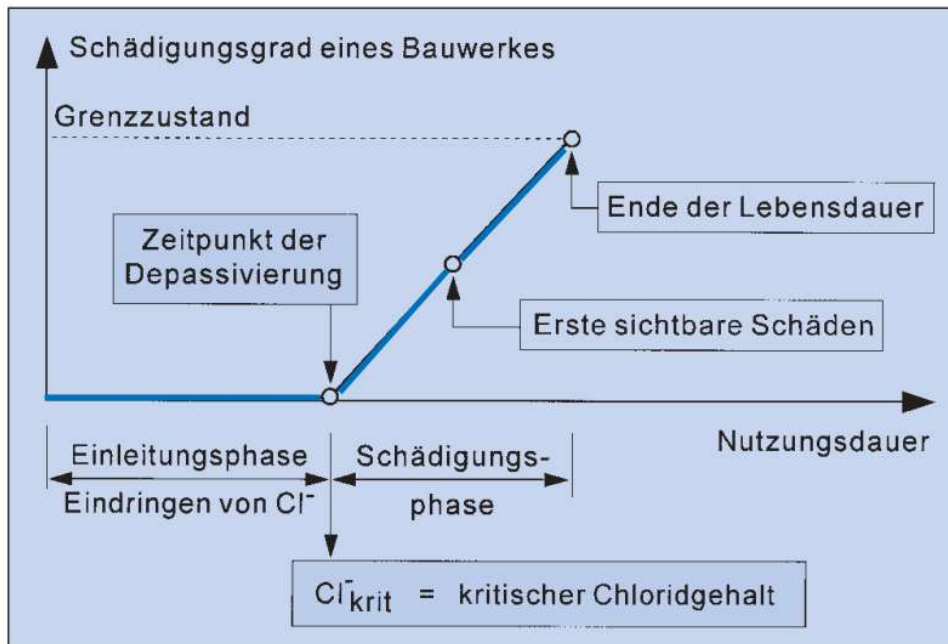 Schädigungsgrad eines Bauwerkes
Grenzzustand
Ende der Lebensdauer
Zeitpunkt der
Depassivierung
Erste sichtbare Schäden
Nutzungsdauer
Einleitungsphase
Eindringen von Cl⁻
Schädigungs-
phase
Cl⁻krit = kritischer Chloridgehalt